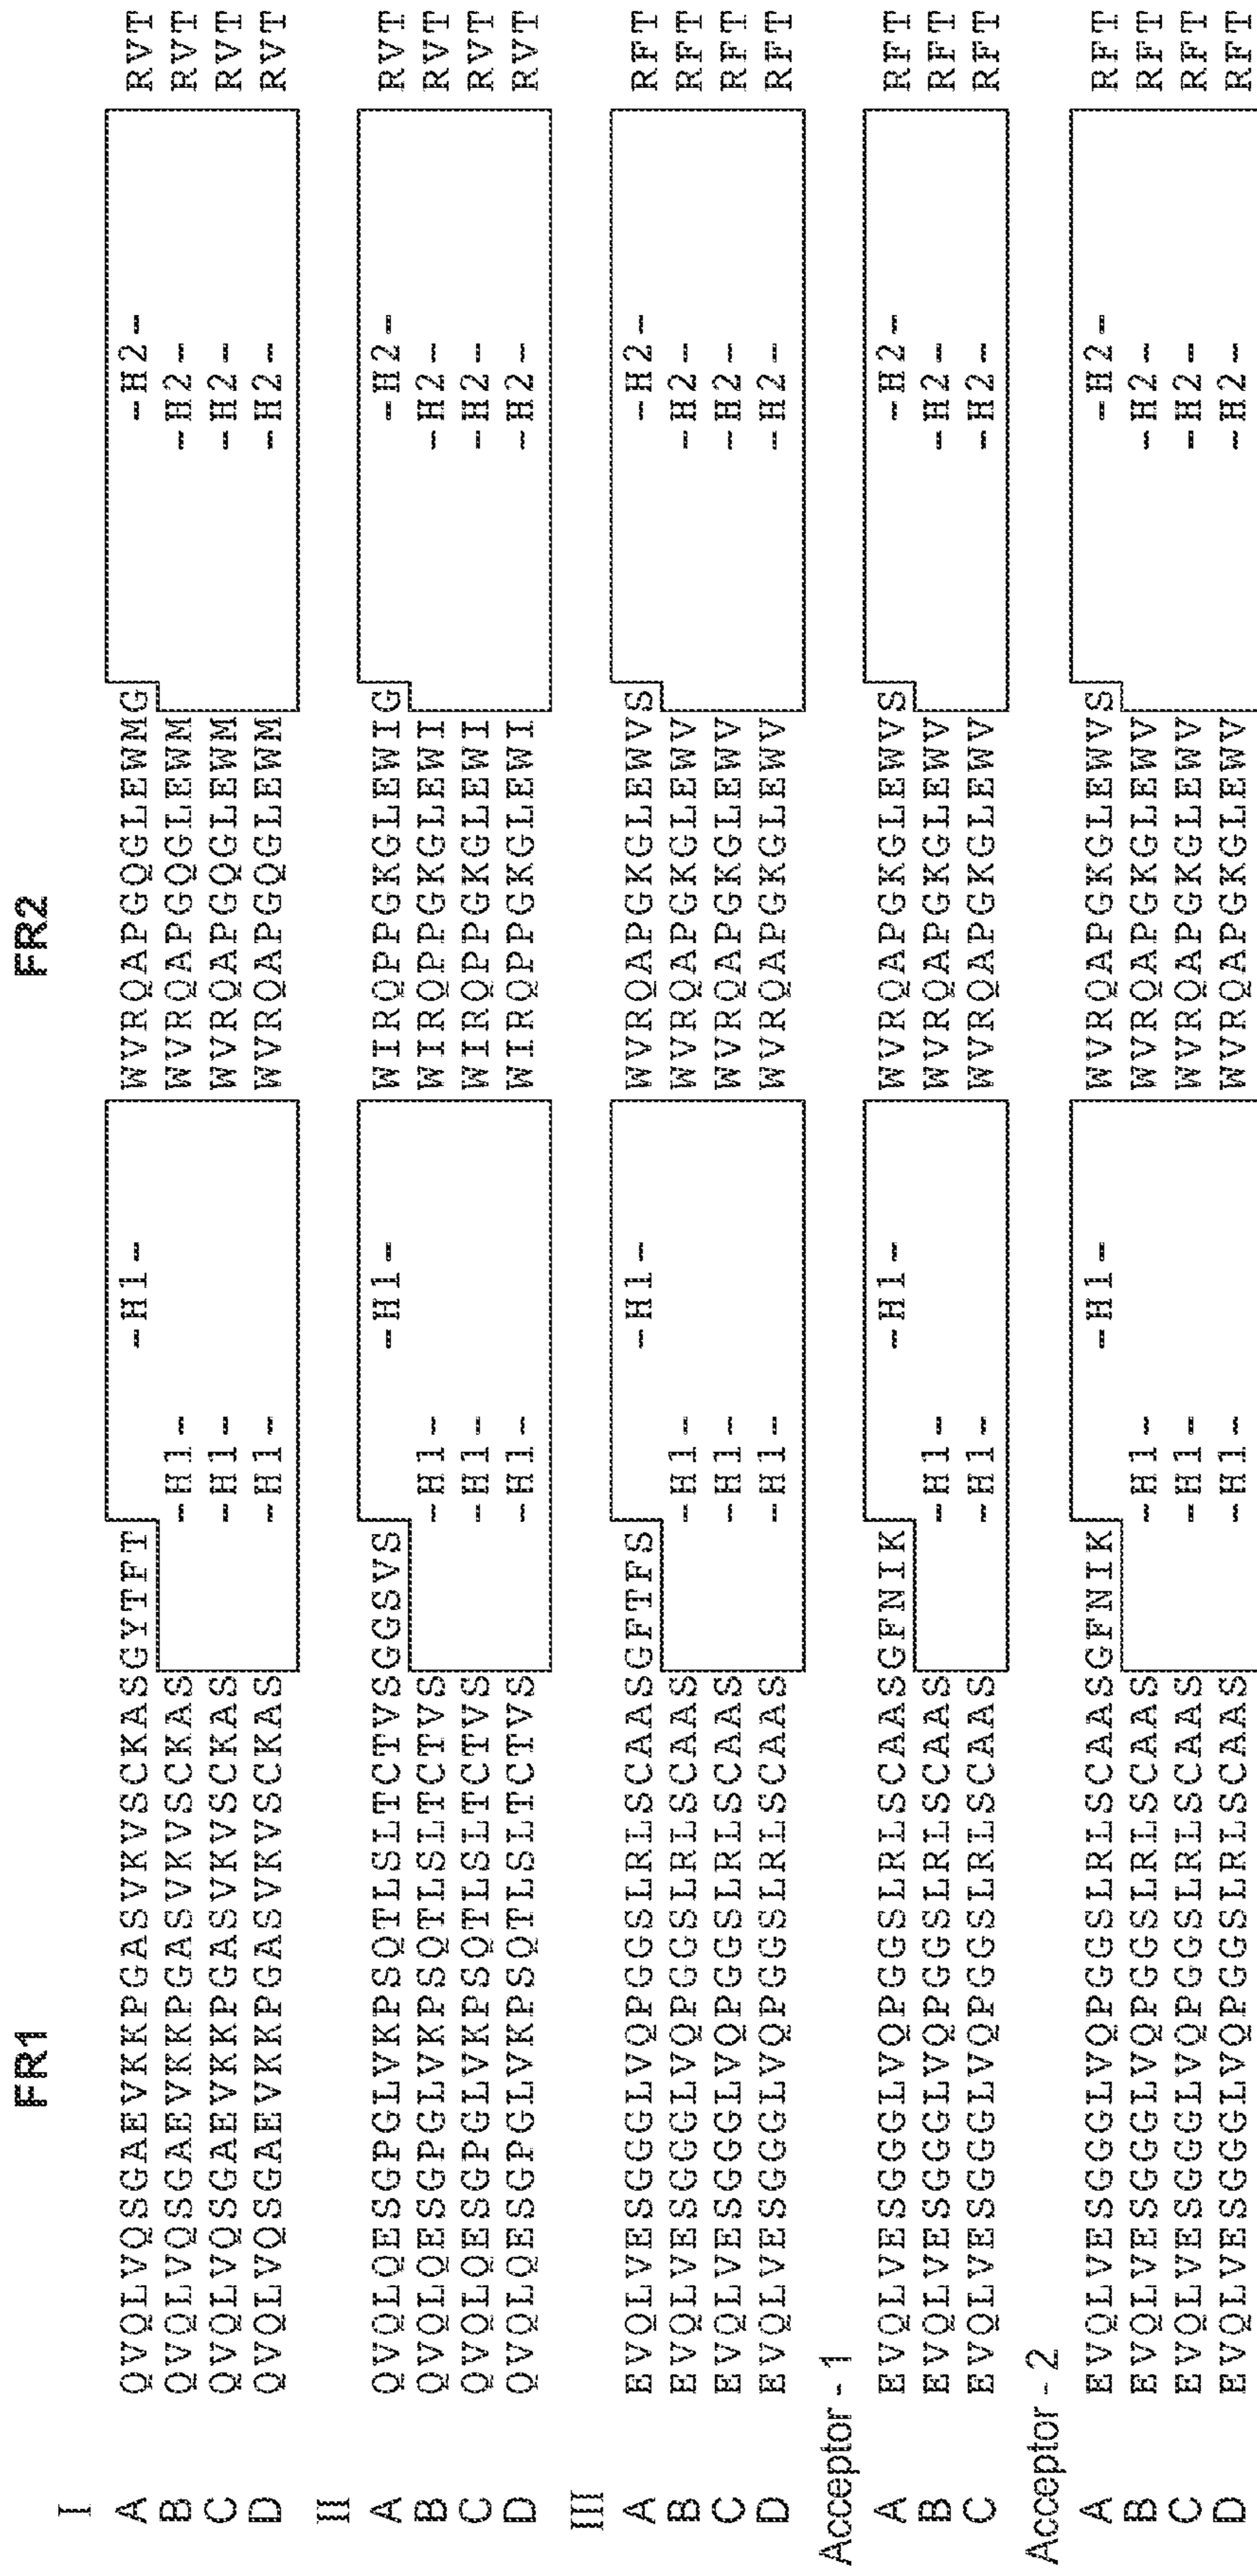 FR1 FR2
I
A QVQLVQSGAEVKKPGASVKVSCKASGYTFT -H1- WVRQAPGQGLEWMG -H2- RVT
B QVQLVQSGAEVKKPGASVKVSCKAS -H1- WVRQAPGQGLEWM -H2- RVT
C QVQLVQSGAEVKKPGASVKVSCKAS -H1- WVRQAPGQGLEWM -H2- RVT
D QVQLVQSGAEVKKPGASVKVSCKAS -H1- WVRQAPGQGLEWM -H2- RVT
II
A QVQLQESGPGLVKPSQTLSLTCTVSGGSVS -H1- WIRQPPGKGLEWIG -H2- RVT
B QVQLQESGPGLVKPSQTLSLTCTVS -H1- WIRQPPGKGLEWI -H2- RVT
C QVQLQESGPGLVKPSQTLSLTCTVS -H1- WIRQPPGKGLEWI -H2- RVT
D QVQLQESGPGLVKPSQTLSLTCTVS -H1- WIRQPPGKGLEWI -H2- RVT
III
A EVQLVESGGGLVQPGGSLRLSCAASGFTFS -H1- WVRQAPGKGLEWVS -H2- RFT
B EVQLVESGGGLVQPGGSLRLSCAAS -H1- WVRQAPGKGLEWV -H2- RFT
C EVQLVESGGGLVQPGGSLRLSCAAS -H1- WVRQAPGKGLEWV -H2- RFT
D EVQLVESGGGLVQPGGSLRLSCAAS -H1- WVRQAPGKGLEWV -H2- RFT
Acceptor - 1
A EVQLVESGGGLVQPGGSLRLSCAASGFNIK -H1- WVRQAPGKGLEWVS -H2- RFT
B EVQLVESGGGLVQPGGSLRLSCAAS -H1- WVRQAPGKGLEWV -H2- RFT
C EVQLVESGGGLVQPGGSLRLSCAAS -H1- WVRQAPGKGLEWV -H2- RFT
Acceptor - 2
A EVQLVESGGGLVQPGGSLRLSCAASGFNIK -H1- WVRQAPGKGLEWVS -H2- RFT
B EVQLVESGGGLVQPGGSLRLSCAAS -H1- WVRQAPGKGLEWV -H2- RFT
C EVQLVESGGGLVQPGGSLRLSCAAS -H1- WVRQAPGKGLEWV -H2- RFT
D EVQLVESGGGLVQPGGSLRLSCAAS -H1- WVRQAPGKGLEWV -H2- RFT